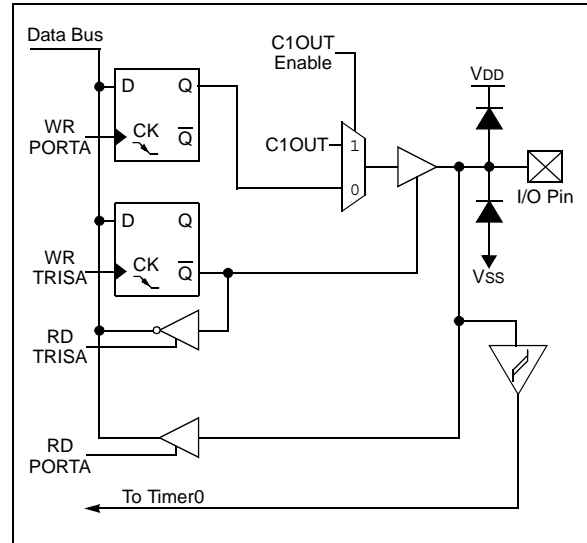 Data Bus
C1OUT
Enable
VDD
D
Q
WR
PORTA
CK
Q
C1OUT
1
0
I/O Pin
VSS
D
Q
WR
TRISA
CK
Q
RD
TRISA
RD
PORTA
To Timer0